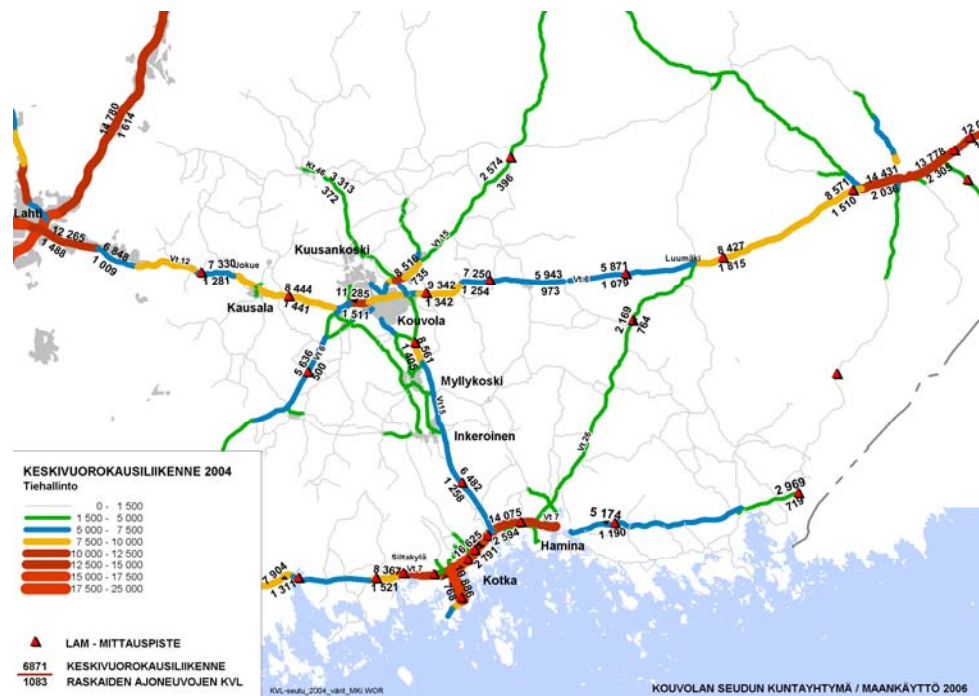 14 780
1 614
Lahti
12 265
1 488
6 848
1 009
Vt.12
7 330
1 281
Uokue
8 444
1 441
Kausala
Kt.46
3 313
372
Kuusankoski
2 574
396
Vt.15
8 516
735
11 285
1 511
Kouvola
9 342
1 342
7 250
1 254
5 943
973
Vt.6
5 871
1 079
Luumäki
8 427
1 815
8 571
1 510
14 431
2 036
13 778
2 304
5 636
500
Vt 6
8 561
1 405
Myllykoski
Vt15
Inkeroinen
6 482
1 258
2 169
764
Vt 26
14 075
2 594
Vt 7
Hamina
5 174
1 190
2 969
719
16 625
2 791
Siltakylä
Vt.7
8 367
1 521
7 904
1 311
Kotka
768
KESKIVUOROKAUSILIIKENNE 2004
Tiehallinto
0 - 1 500
1 500 - 5 000
5 000 - 7 500
7 500 - 10 000
10 000 - 12 500
12 500 - 15 000
15 000 - 17 500
17 500 - 25 000
LAM - MITTAUSPISTE
6871 KESKIVUOROKAUSILIIKENNE
1083 RASKAIDEN AJONEUVOJEN KVL
KVL-seutu_2004_värit_MKi.WOR
KOUVOLAN SEUDUN KUNTAYHTYMÄ / MAANKÄYTTÖ 2006